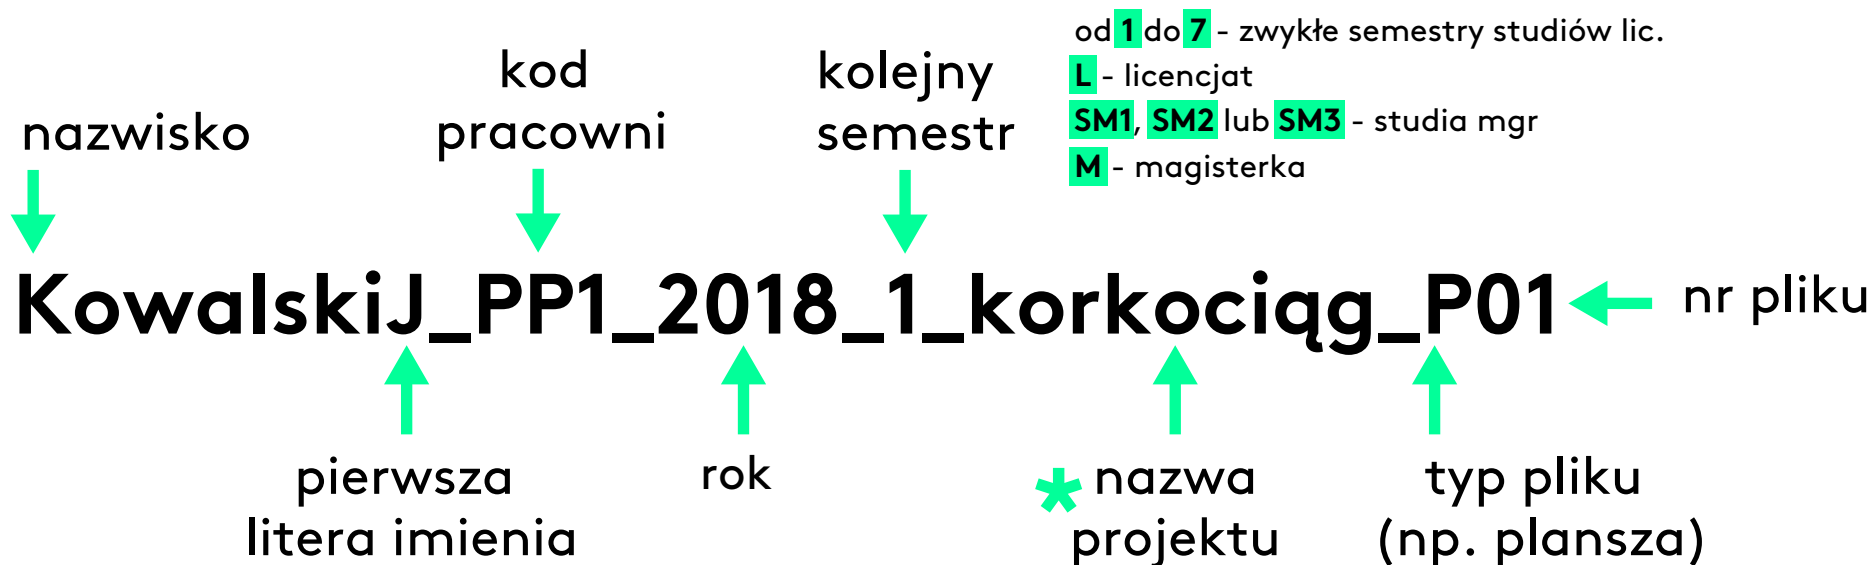 od 1 do 7 - zwykłe semestry studiów lic.
L - licencjat
SM1, SM2 lub SM3 - studia mgr
M - magisterka
nazwisko
kod
pracowni
kolejny
semestr
KowalskiJ_PP1_2018_1_korkociąg_P01
nr pliku
pierwsza
litera imienia
rok
* nazwa
projektu
typ pliku
(np. plansza)